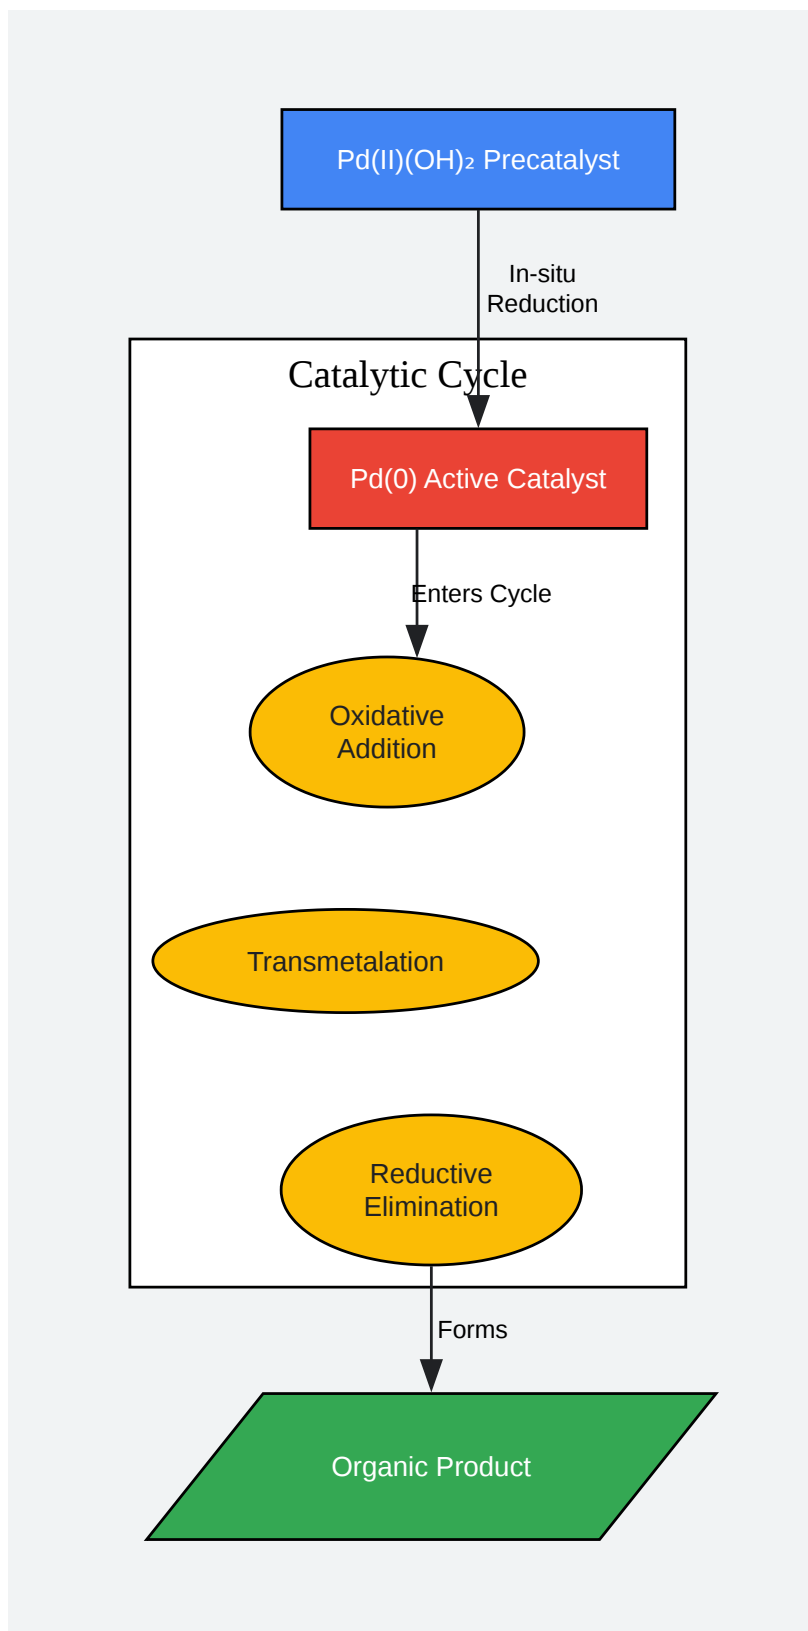 Pd(II)(OH)₂ Precatalyst
In-situ
Reduction
Catalytic Cycle
Pd(0) Active Catalyst
Enters Cycle
Oxidative
Addition
Transmetalation
Reductive
Elimination
Forms
Organic Product